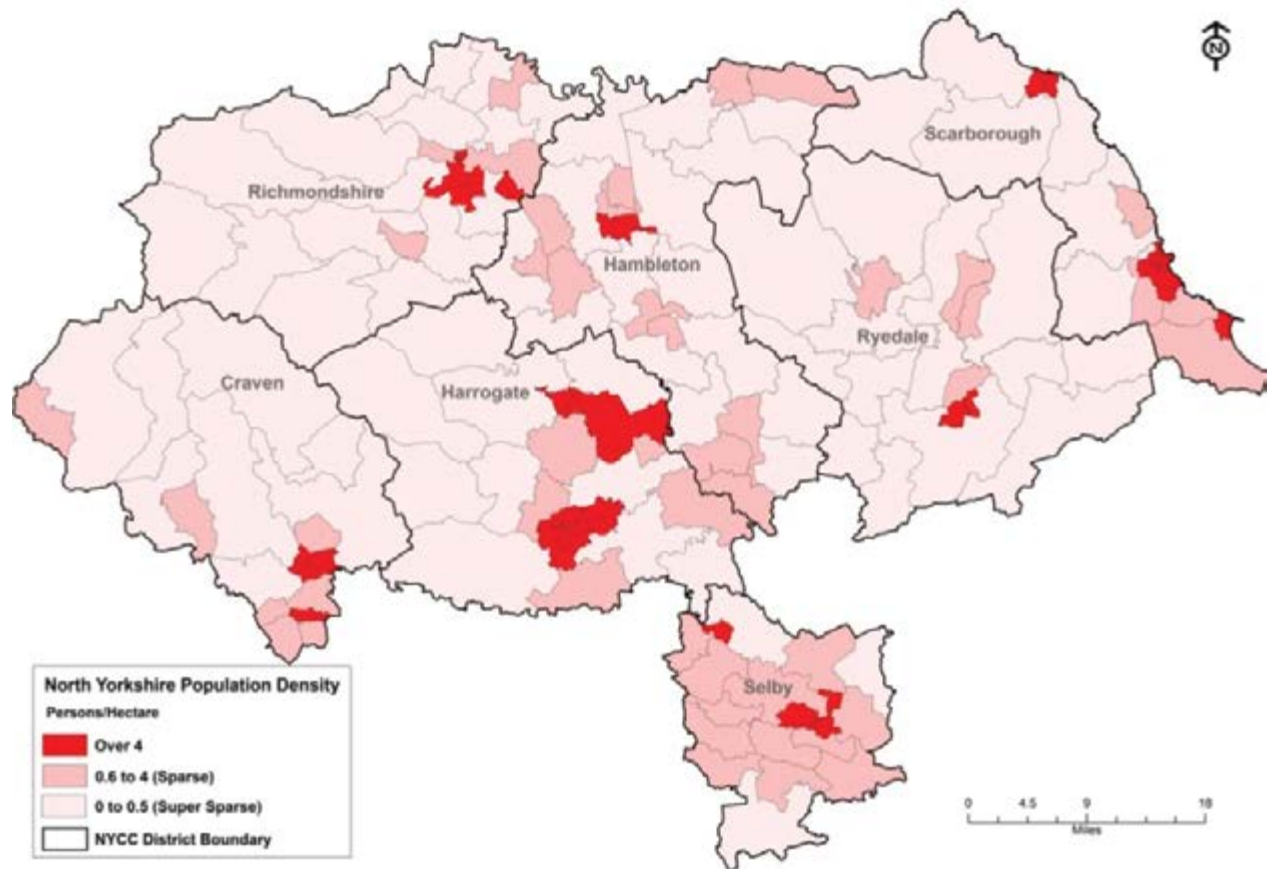 N
Scarborough
Richmondshire
Hambleton
Ryedale
Craven
Harrogate
Selby
North Yorkshire Population Density
Persons/Hectare
Over 4
0.6 to 4 (Sparse)
0 to 0.5 (Super Sparse)
NYCC District Boundary
0 4.5 9 18
Miles